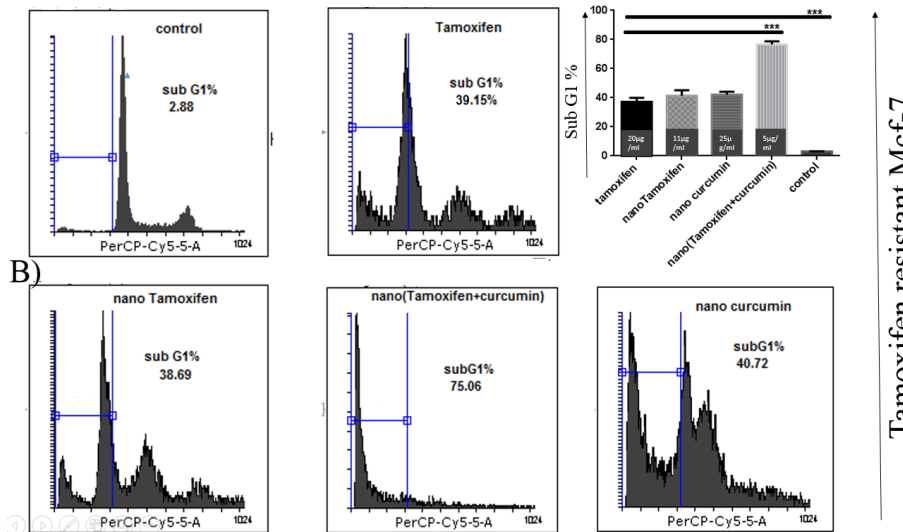 control
sub G1%
2.88
PerCP-Cy5-5-A
1024
Tamoxifen
sub G1%
39.15%
PerCP-Cy5-5-A
1024
***
***
Sub G1 %
100
80
60
40
20
0
20µg
/ml
11µg
/ml
25µ
g/ml
5µg/
ml
tamoxifen
nanoTamoxifen
nano curcumin
nano(Tamoxifen+curcumin)
control
Tamoxifen resistant Mcf-7
B)
nano Tamoxifen
sub G1%
38.69
PerCP-Cy5-5-A
1024
nano(Tamoxifen+curcumin)
sub G1%
75.06
PerCP-Cy5-5-A
1024
nano curcumin
subG1%
40.72
PerCP-Cy5-5-A
1024